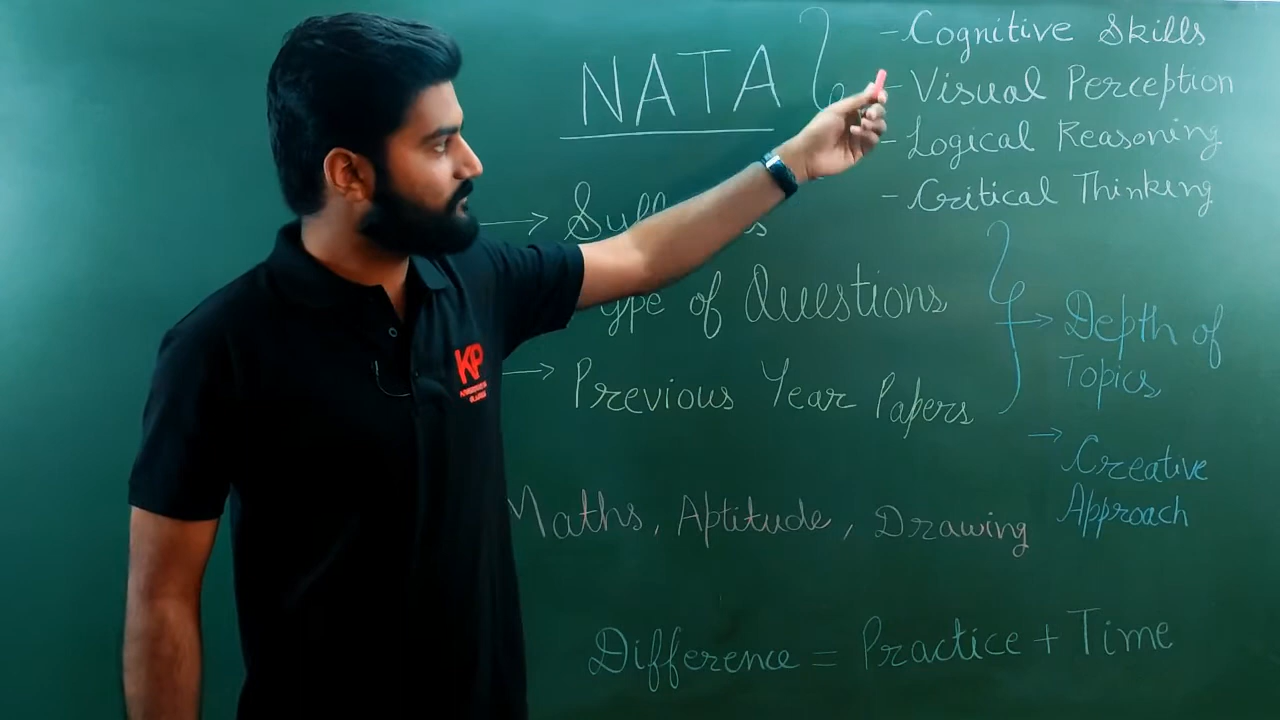 NATA
- Cognitive Skills
- Visual Perception
- Logical Reasoning
- Critical Thinking
→
Type of Questions
→ Previous Year Papers
→ Depth of
Topics
→ Creative
Approach
Maths, Aptitude, Drawing
Difference = Practice + Time
KP